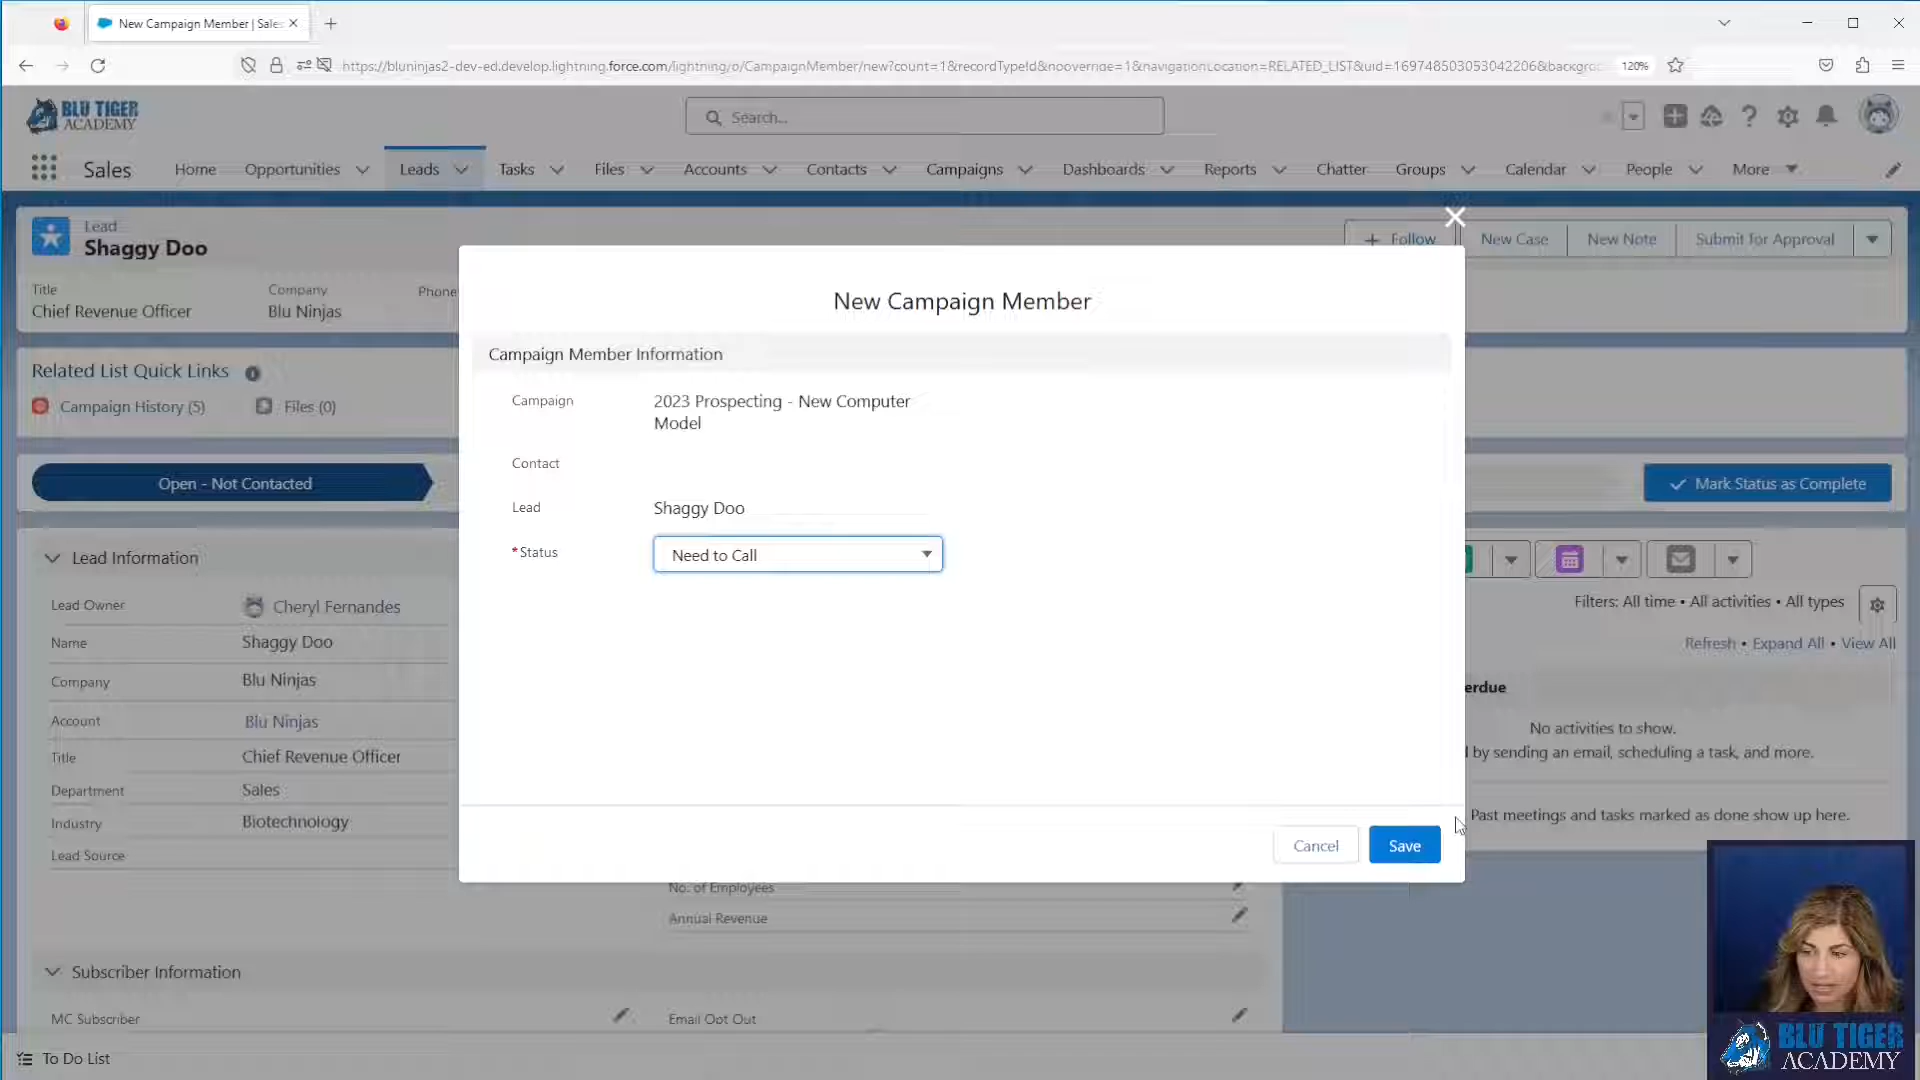 New Campaign Member | Sales
https://bluninjas2-dev-ed.develop.lightning.force.com/lightning/o/CampaignMember/new?count=1&recordTypeId&nooverride=1&navigationLocation=RELATED_LIST&uid=169748503053042206&backgro
120%
BLU TIGER
ACADEMY
Search...
Sales
Home
Opportunities
Leads
Tasks
Files
Accounts
Contacts
Campaigns
Dashboards
Reports
Chatter
Groups
Calendar
People
More
Lead
Shaggy Doo
Follow
New Case
New Note
Submit for Approval
Title
Company
Phone
Chief Revenue Officer
Blu Ninjas
Related List Quick Links
Campaign History (5)
Files (0)
Open - Not Contacted
Mark Status as Complete
New Campaign Member
Campaign Member Information
Campaign
2023 Prospecting - New Computer
Model
Contact
Lead
Shaggy Doo
*Status
Need to Call
Cancel
Save
Lead Information
Lead Owner
Cheryl Fernandes
Name
Shaggy Doo
Company
Blu Ninjas
Account
Blu Ninjas
Title
Chief Revenue Officer
Department
Sales
Industry
Biotechnology
Lead Source
No. of Employees
Annual Revenue
Subscriber Information
MC Subscriber
Email Opt Out
Filters: All time • All activities • All types
Refresh • Expand All • View All
erdue
No activities to show.
l by sending an email, scheduling a task, and more.
Past meetings and tasks marked as done show up here.
To Do List
BLU TIGER
ACADEMY